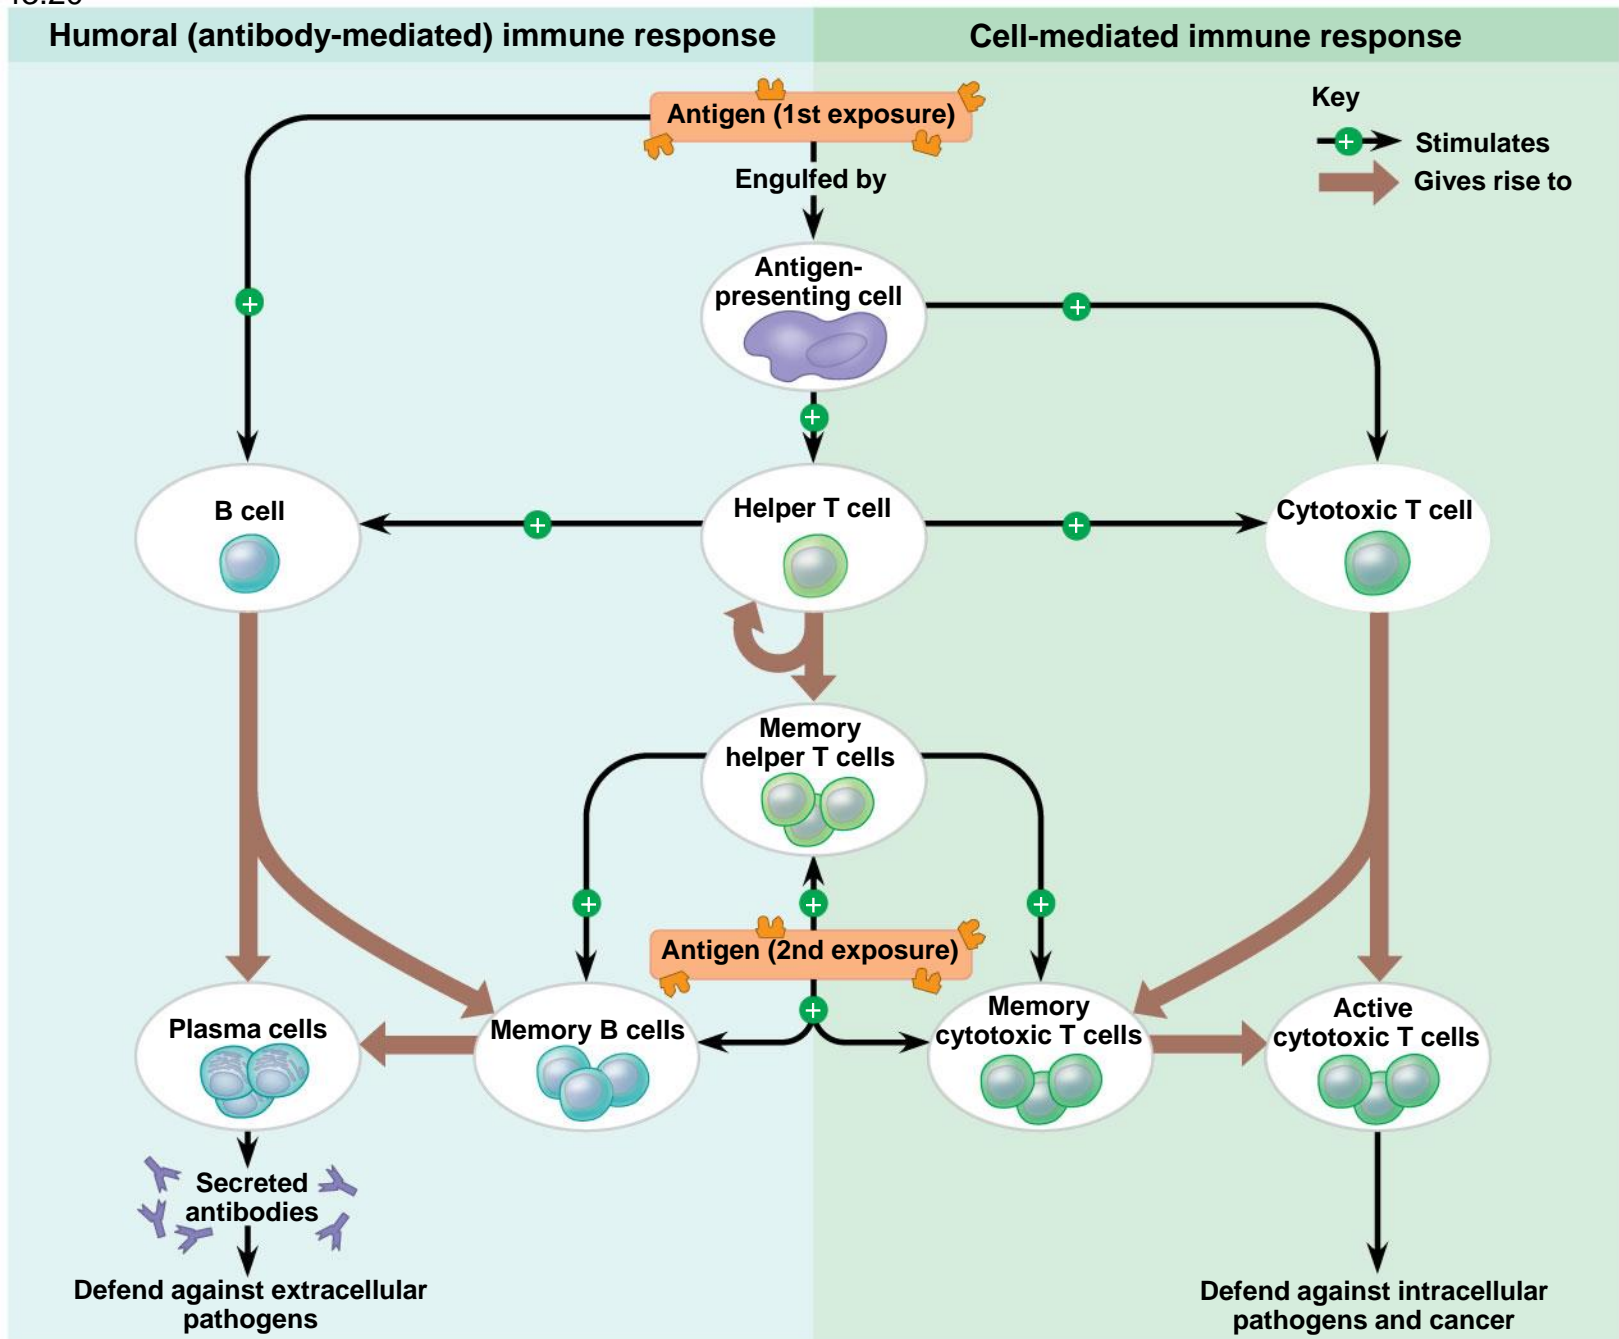 Humoral (antibody-mediated) immune response
Cell-mediated immune response
Antigen (1st exposure)
Key
Stimulates
Gives rise to
Engulfed by
Antigen-
presenting cell
B cell
Helper T cell
Cytotoxic T cell
Memory
helper T cells
Antigen (2nd exposure)
Plasma cells
Memory B cells
Memory
cytotoxic T cells
Active
cytotoxic T cells
Secreted
antibodies
Defend against extracellular
pathogens
Defend against intracellular
pathogens and cancer